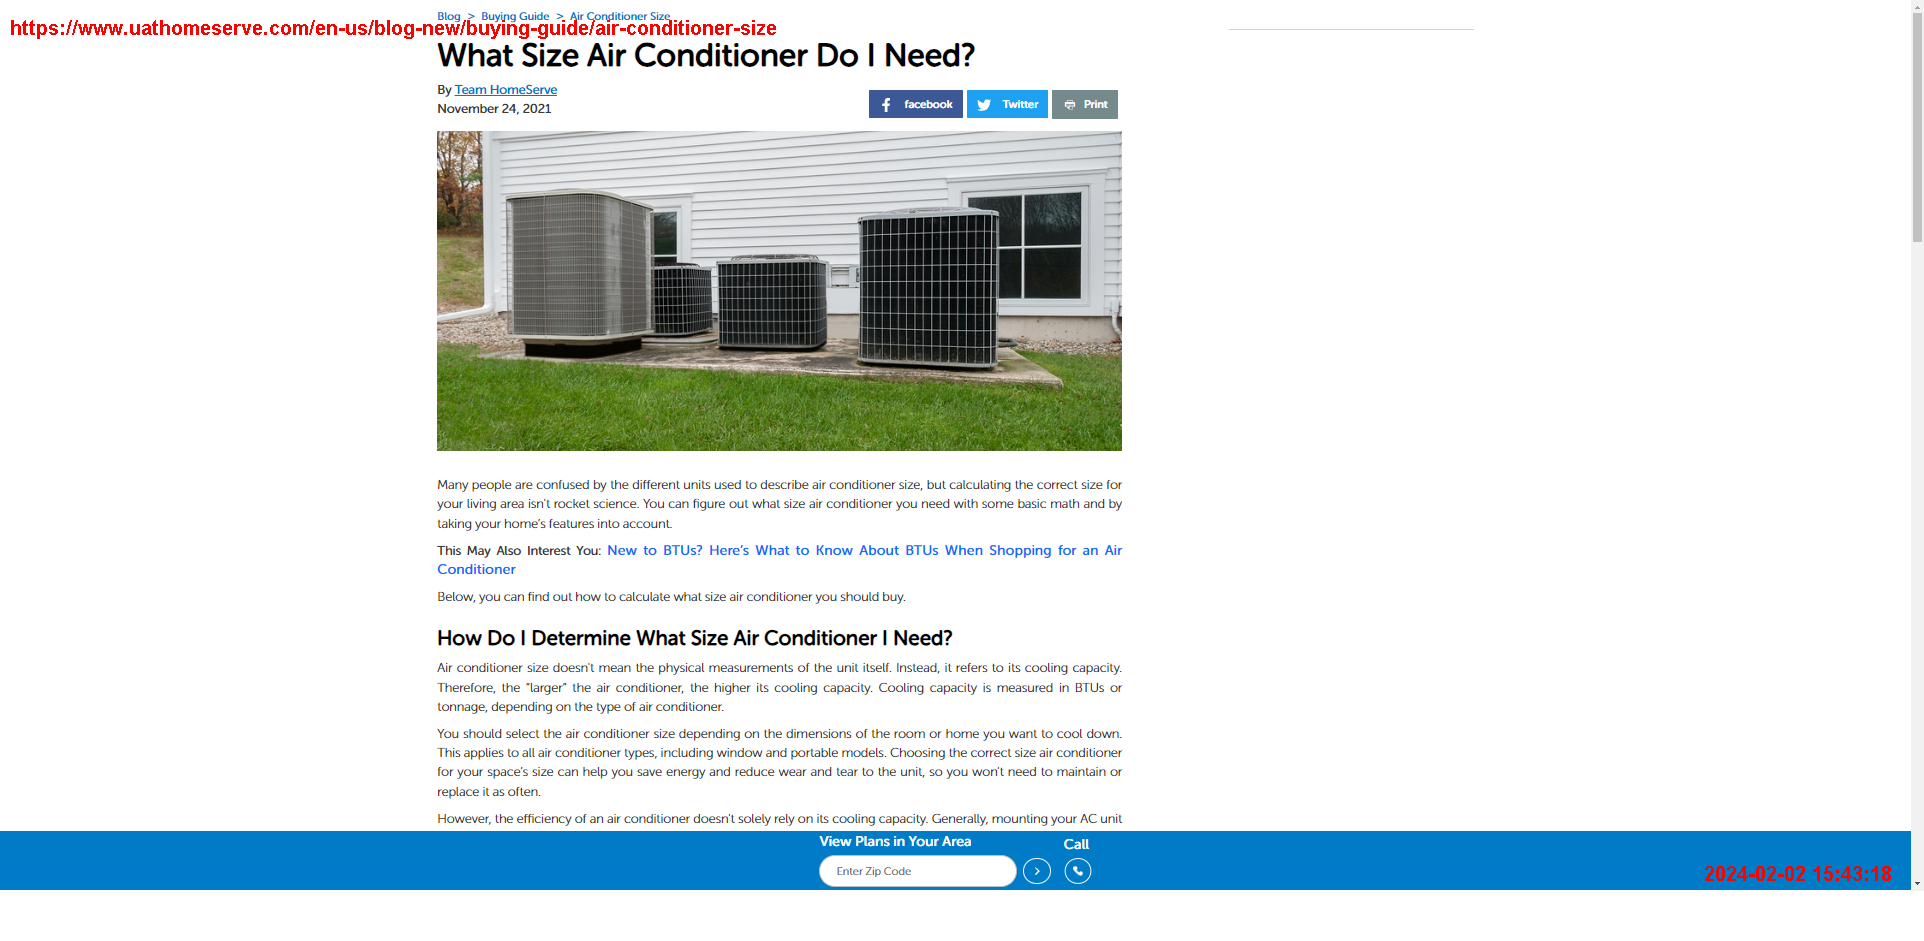 Blog > Buying Guide > Air Conditioner Size
https://www.uathomeserve.com/en-us/blog-new/buying-guide/air-conditioner-size
What Size Air Conditioner Do I Need?
By Team HomeServe
November 24, 2021
facebook Twitter Print
Many people are confused by the different units used to describe air conditioner size, but calculating the correct size for
your living area isn't rocket science. You can figure out what size air conditioner you need with some basic math and by
taking your home's features into account.
This May Also Interest You: New to BTUs? Here's What to Know About BTUs When Shopping for an Air
Conditioner
Below, you can find out how to calculate what size air conditioner you should buy.
How Do I Determine What Size Air Conditioner I Need?
Air conditioner size doesn't mean the physical measurements of the unit itself. Instead, it refers to its cooling capacity.
Therefore, the "larger" the air conditioner, the higher its cooling capacity. Cooling capacity is measured in BTUs or
tonnage, depending on the type of air conditioner.
You should select the air conditioner size depending on the dimensions of the room or home you want to cool down.
This applies to all air conditioner types, including window and portable models. Choosing the correct size air conditioner
for your space's size can help you save energy and reduce wear and tear to the unit, so you won't need to maintain or
replace it as often.
However, the efficiency of an air conditioner doesn't solely rely on its cooling capacity. Generally, mounting your AC unit
View Plans in Your Area
Call
Enter Zip Code
2024-02-02 15:43:18